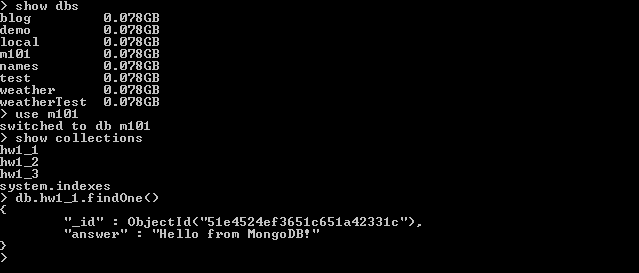 > show dbs
blog 0.078GB
demo 0.078GB
local 0.078GB
m101 0.078GB
names 0.078GB
test 0.078GB
weather 0.078GB
weatherTest 0.078GB
> use m101
switched to db m101
> show collections
hw1_1
hw1_2
hw1_3
system.indexes
> db.hw1_1.findOne()
{
"_id" : ObjectId("51e4524ef3651c651a42331c"),
"answer" : "Hello from MongoDB!"
}
>